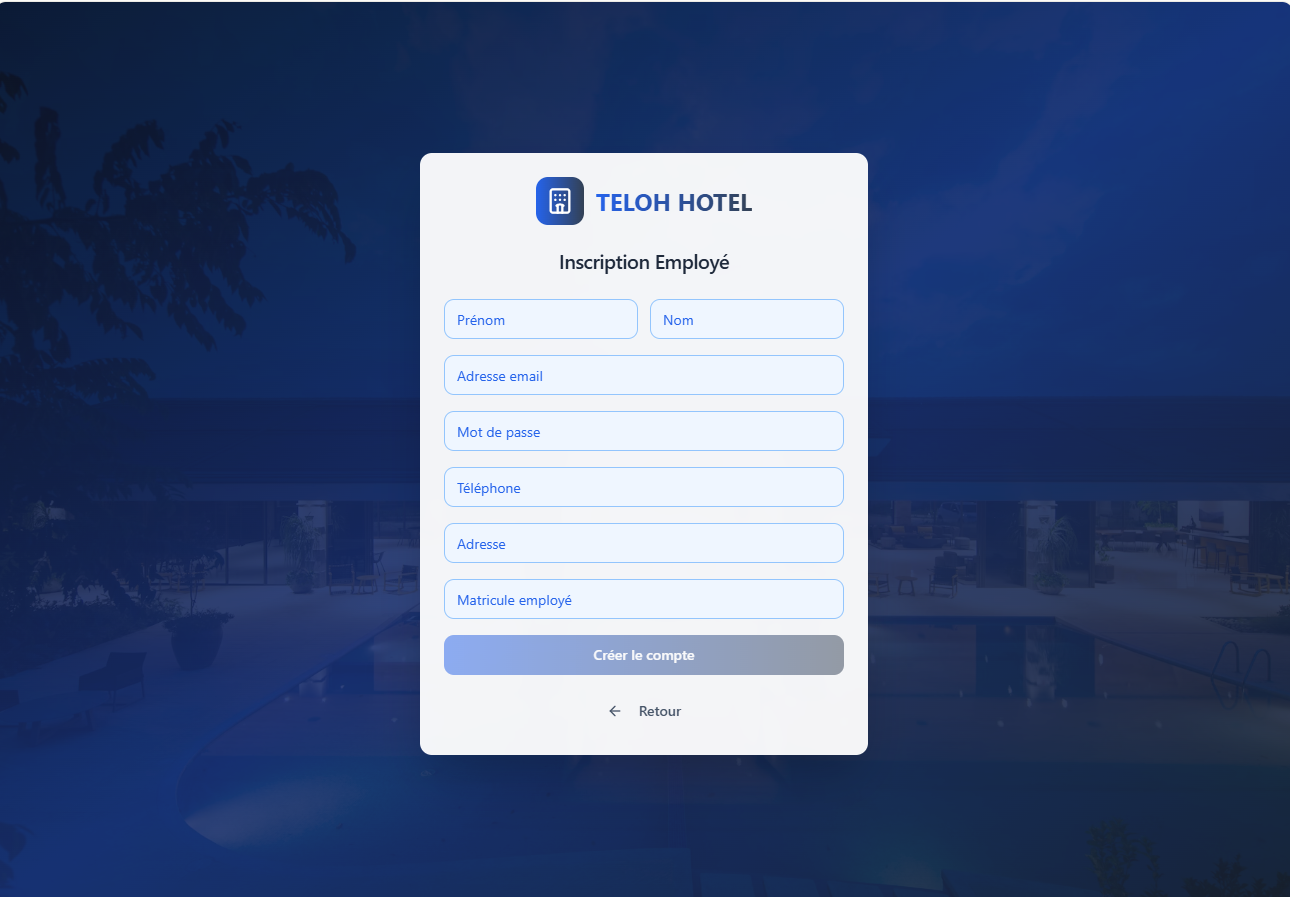 TELOH HOTEL
Inscription Employé
Prénom
Nom
Adresse email
Mot de passe
Téléphone
Adresse
Matricule employé
Créer le compte
Retour